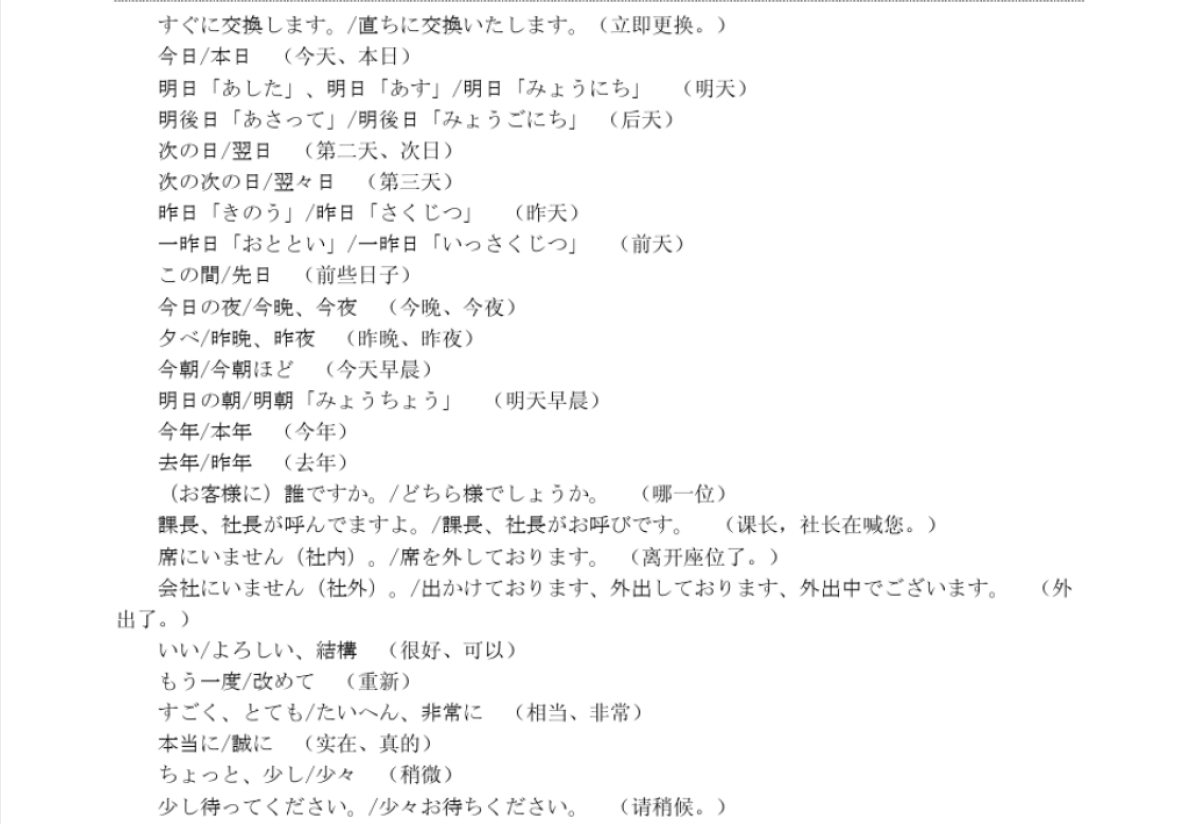 すぐに交換します。/直ちに交換いたします。（立即更换。）
今日/本日　（今天、本日）
明日「あした」、明日「あす」/明日「みょうにち」　（明天）
明後日「あさって」/明後日「みょうごにち」　（后天）
次の日/翌日　（第二天、次日）
次の次の日/翌々日　（第三天）
昨日「きのう」/昨日「さくじつ」　（昨天）
一昨日「おととい」/一昨日「いっさくじつ」　（前天）
この間/先日　（前些日子）
今日の夜/今晩、今夜　（今晚、今夜）
夕べ/昨晩、昨夜　（昨晚、昨夜）
今朝/今朝ほど　（今天早晨）
明日の朝/明朝「みょうちょう」　（明天早晨）
今年/本年　（今年）
去年/昨年　（去年）
（お客様に）誰ですか。/どちら様でしょうか。　（哪一位）
課長、社長が呼んでますよ。/課長、社長がお呼びです。　（课长，社长在喊您。）
席にいません（社内）。/席を外しております。　（离开座位了。）
会社にいません（社外）。/出かけております、外出しております、外出中でございます。　（外
出了。）
いい/よろしい、結構　（很好、可以）
もう一度/改めて　（重新）
すごく、とても/たいへん、非常に　（相当、非常）
本当に/誠に　（实在、真的）
ちょっと、少し/少々　（稍微）
少し待ってください。/少々お待ちください。　（请稍候。）